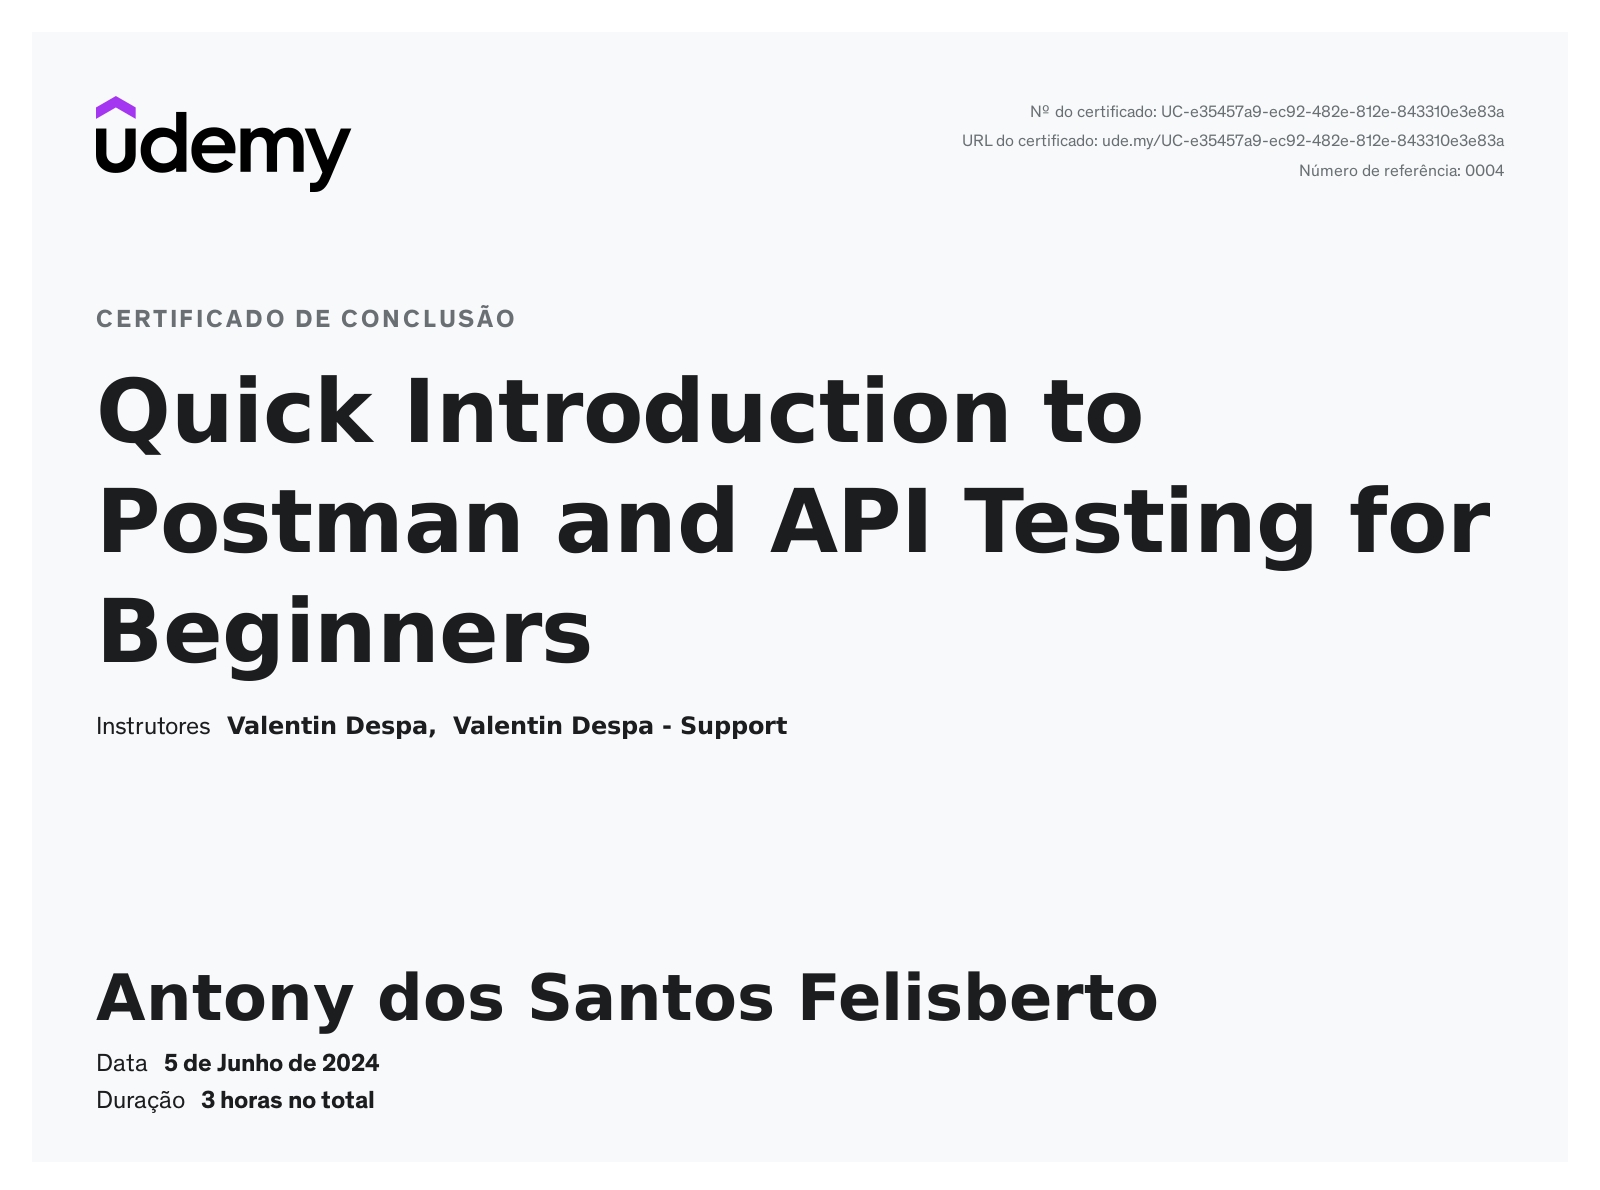 udemy
Nº do certificado: UC-e35457a9-ec92-482e-812e-843310e3e83a
URL do certificado: ude.my/UC-e35457a9-ec92-482e-812e-843310e3e83a
Número de referência: 0004
CERTIFICADO DE CONCLUSÃO
Quick Introduction to
Postman and API Testing for
Beginners
Instrutores Valentin Despa, Valentin Despa - Support
Antony dos Santos Felisberto
Data 5 de Junho de 2024
Duração 3 horas no total